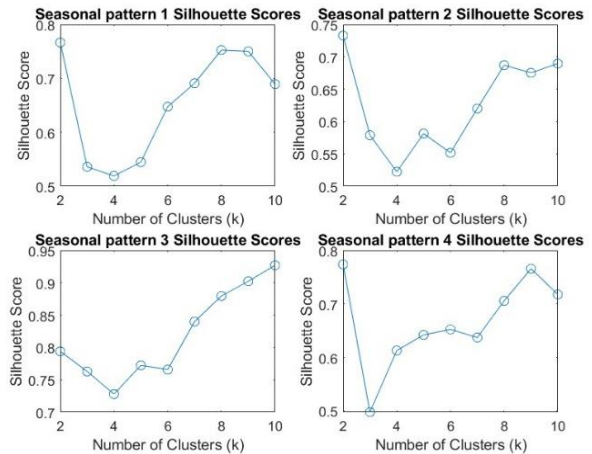 Seasonal pattern 1 Silhouette Scores
0.8
0.7
0.6
0.5
Silhouette Score
2 4 6 8 10
Number of Clusters (k)
Seasonal pattern 2 Silhouette Scores
0.75
0.7
0.65
0.6
0.55
0.5
Silhouette Score
2 4 6 8 10
Number of Clusters (k)
Seasonal pattern 3 Silhouette Scores
0.95
0.9
0.85
0.8
0.75
0.7
Silhouette Score
2 4 6 8 10
Number of Clusters (k)
Seasonal pattern 4 Silhouette Scores
0.8
0.7
0.6
0.5
Silhouette Score
2 4 6 8 10
Number of Clusters (k)